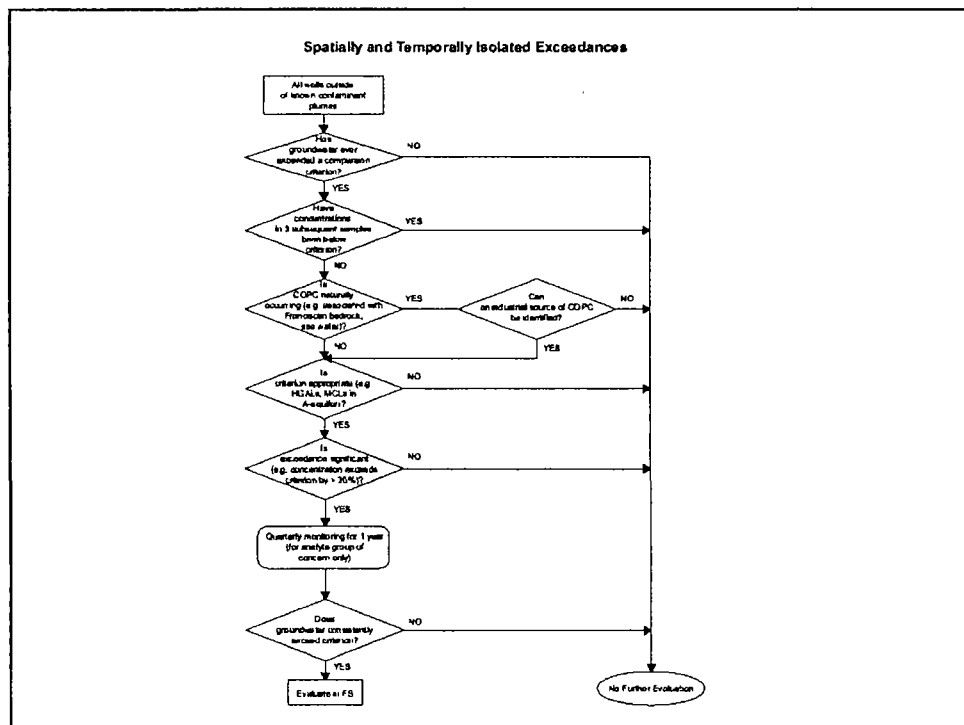 Spatially and Temporally Isolated Exceedances
All wells outside
of known contaminant
plumes
Has
groundwater ever
exceeded a comparison
criterion?
NO
YES
Have
concentrations
in 3 subsequent samples
been below
criterion?
YES
NO
Is
COPC naturally
occurring (e.g. associated with
Franciscan bedrock,
sea water)?
YES
Can
an industrial source of COPC
be identified?
NO
NO
YES
Is
criterion appropriate (e.g.
HGALs, MCLs in
A-aquifer)?
NO
YES
Is
exceedance significant
(e.g. concentration exceeds
criterion by > 20%)?
NO
YES
Quarterly monitoring for 1 year
(for analyte group of
concern only)
Does
groundwater consistently
exceed criterion?
NO
YES
Evaluate in FS
No Further Evaluation